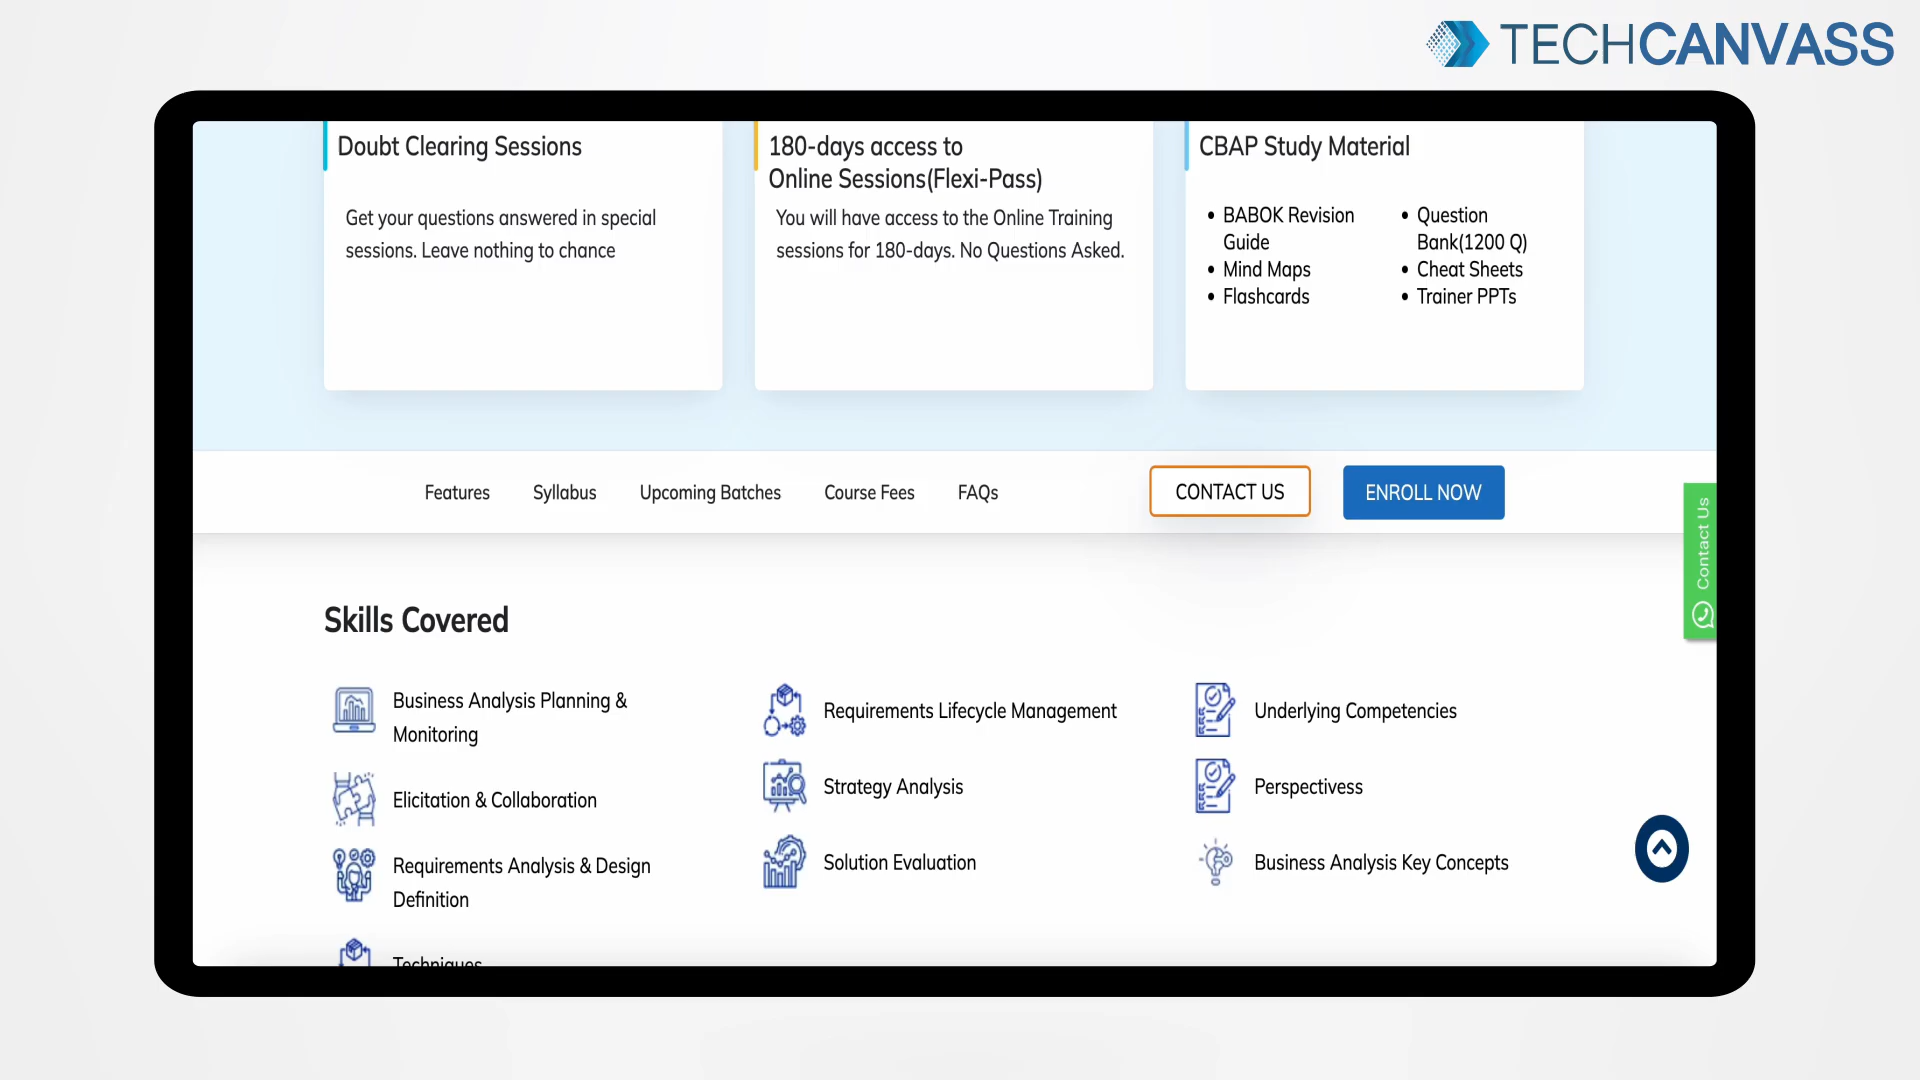 TECHCANVASS
Doubt Clearing Sessions
Get your questions answered in special
sessions. Leave nothing to chance
180-days access to
Online Sessions(Flexi-Pass)
You will have access to the Online Training
sessions for 180-days. No Questions Asked.
CBAP Study Material
BABOK Revision
Guide
Mind Maps
Flashcards
Question
Bank(1200 Q)
Cheat Sheets
Trainer PPTs
Features
Syllabus
Upcoming Batches
Course Fees
FAQs
CONTACT US
ENROLL NOW
Contact Us
Skills Covered
Business Analysis Planning &
Monitoring
Elicitation & Collaboration
Requirements Analysis & Design
Definition
Techniques
Requirements Lifecycle Management
Strategy Analysis
Solution Evaluation
Underlying Competencies
Perspectivess
Business Analysis Key Concepts